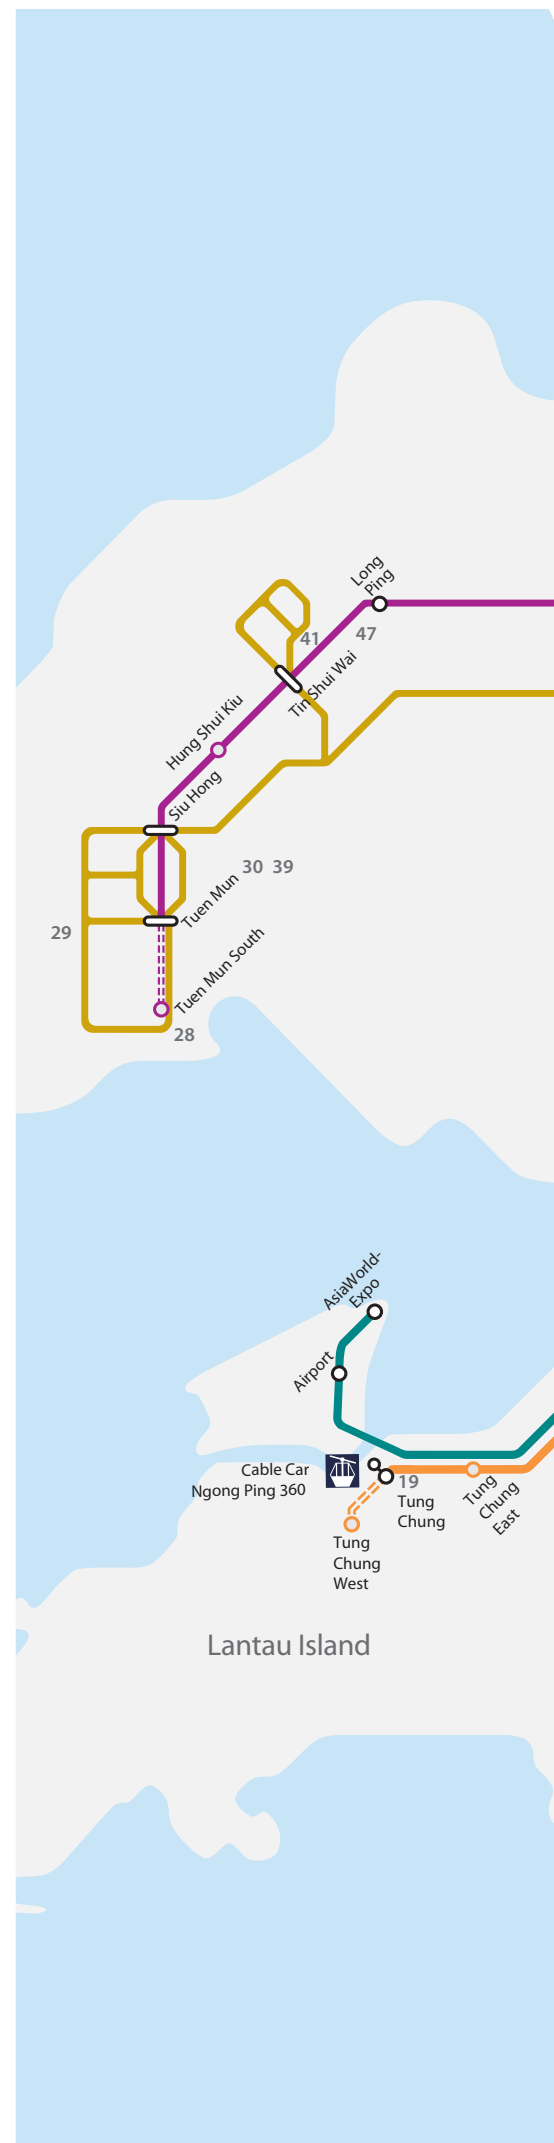 Long
Ping
41
47
Tin Shui Wai
Hung Shui Kiu
Siu Hong
30 39
Tuen Mun
29
Tuen Mun South
28
AsiaWorld-
Expo
Airport
Cable Car
Ngong Ping 360
19
Tung
Chung
Tung
Chung
East
Tung
Chung
West
Lantau Island